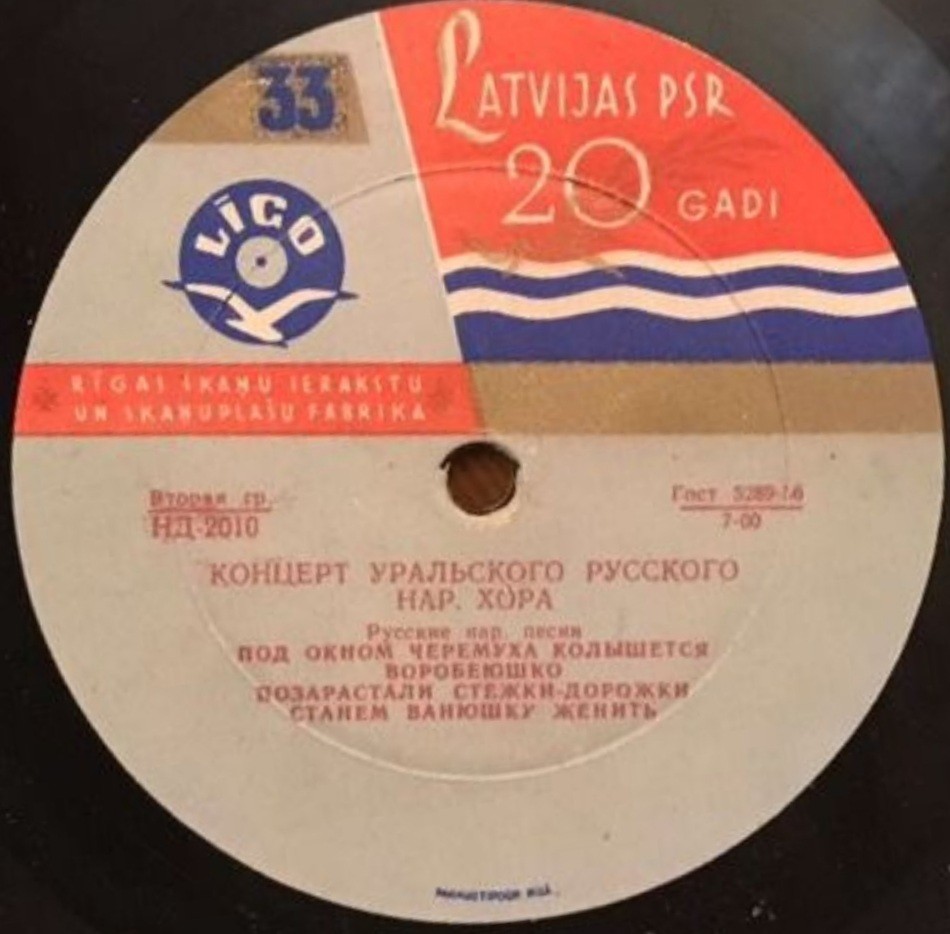 33
LATVIJAS PSR
20 GADI
LĪGO
RĪGAS SKAŅU IERAKSTU
UN SKAŅUPLAŠU FABRIKA
Вторая гр.
НД-2010
Гост 5289-56
7-00
КОНЦЕРТ УРАЛЬСКОГО РУССКОГО
НАР. ХОРА
Русские нар. песни
ПОД ОКНОМ ЧЕРЕМУХА КОЛЫШЕТСЯ
ВОРОБЕЮШКО
ПОЗАРАСТАЛИ СТЕЖКИ-ДОРОЖКИ
СТАНЕМ ВАНЮШКУ ЖЕНИТЬ